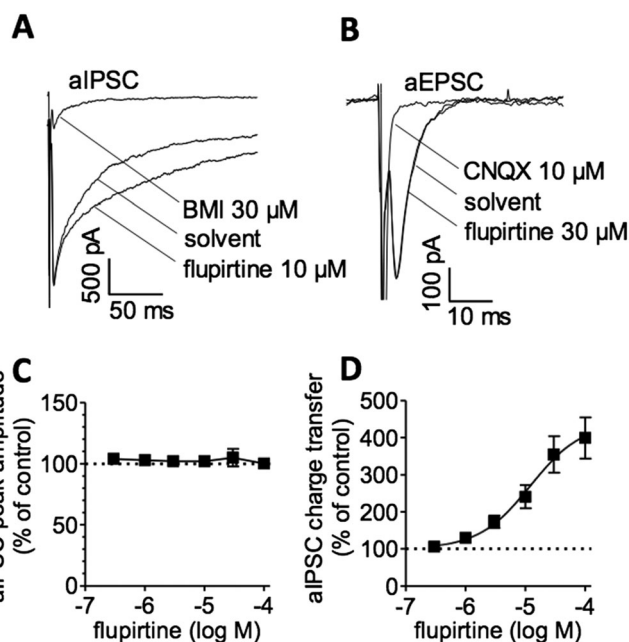 A
aIPSC
BMI 30 µM
solvent
flupirtine 10 µM
500 pA
50 ms
B
aEPSC
CNQX 10 µM
solvent
flupirtine 30 µM
100 pA
10 ms
C
peak amplitude
(% of control)
150
100
50
0
-7
-6
-5
-4
flupirtine (log M)
D
aIPSC charge transfer
(% of control)
500
400
300
200
100
0
-7
-6
-5
-4
flupirtine (log M)